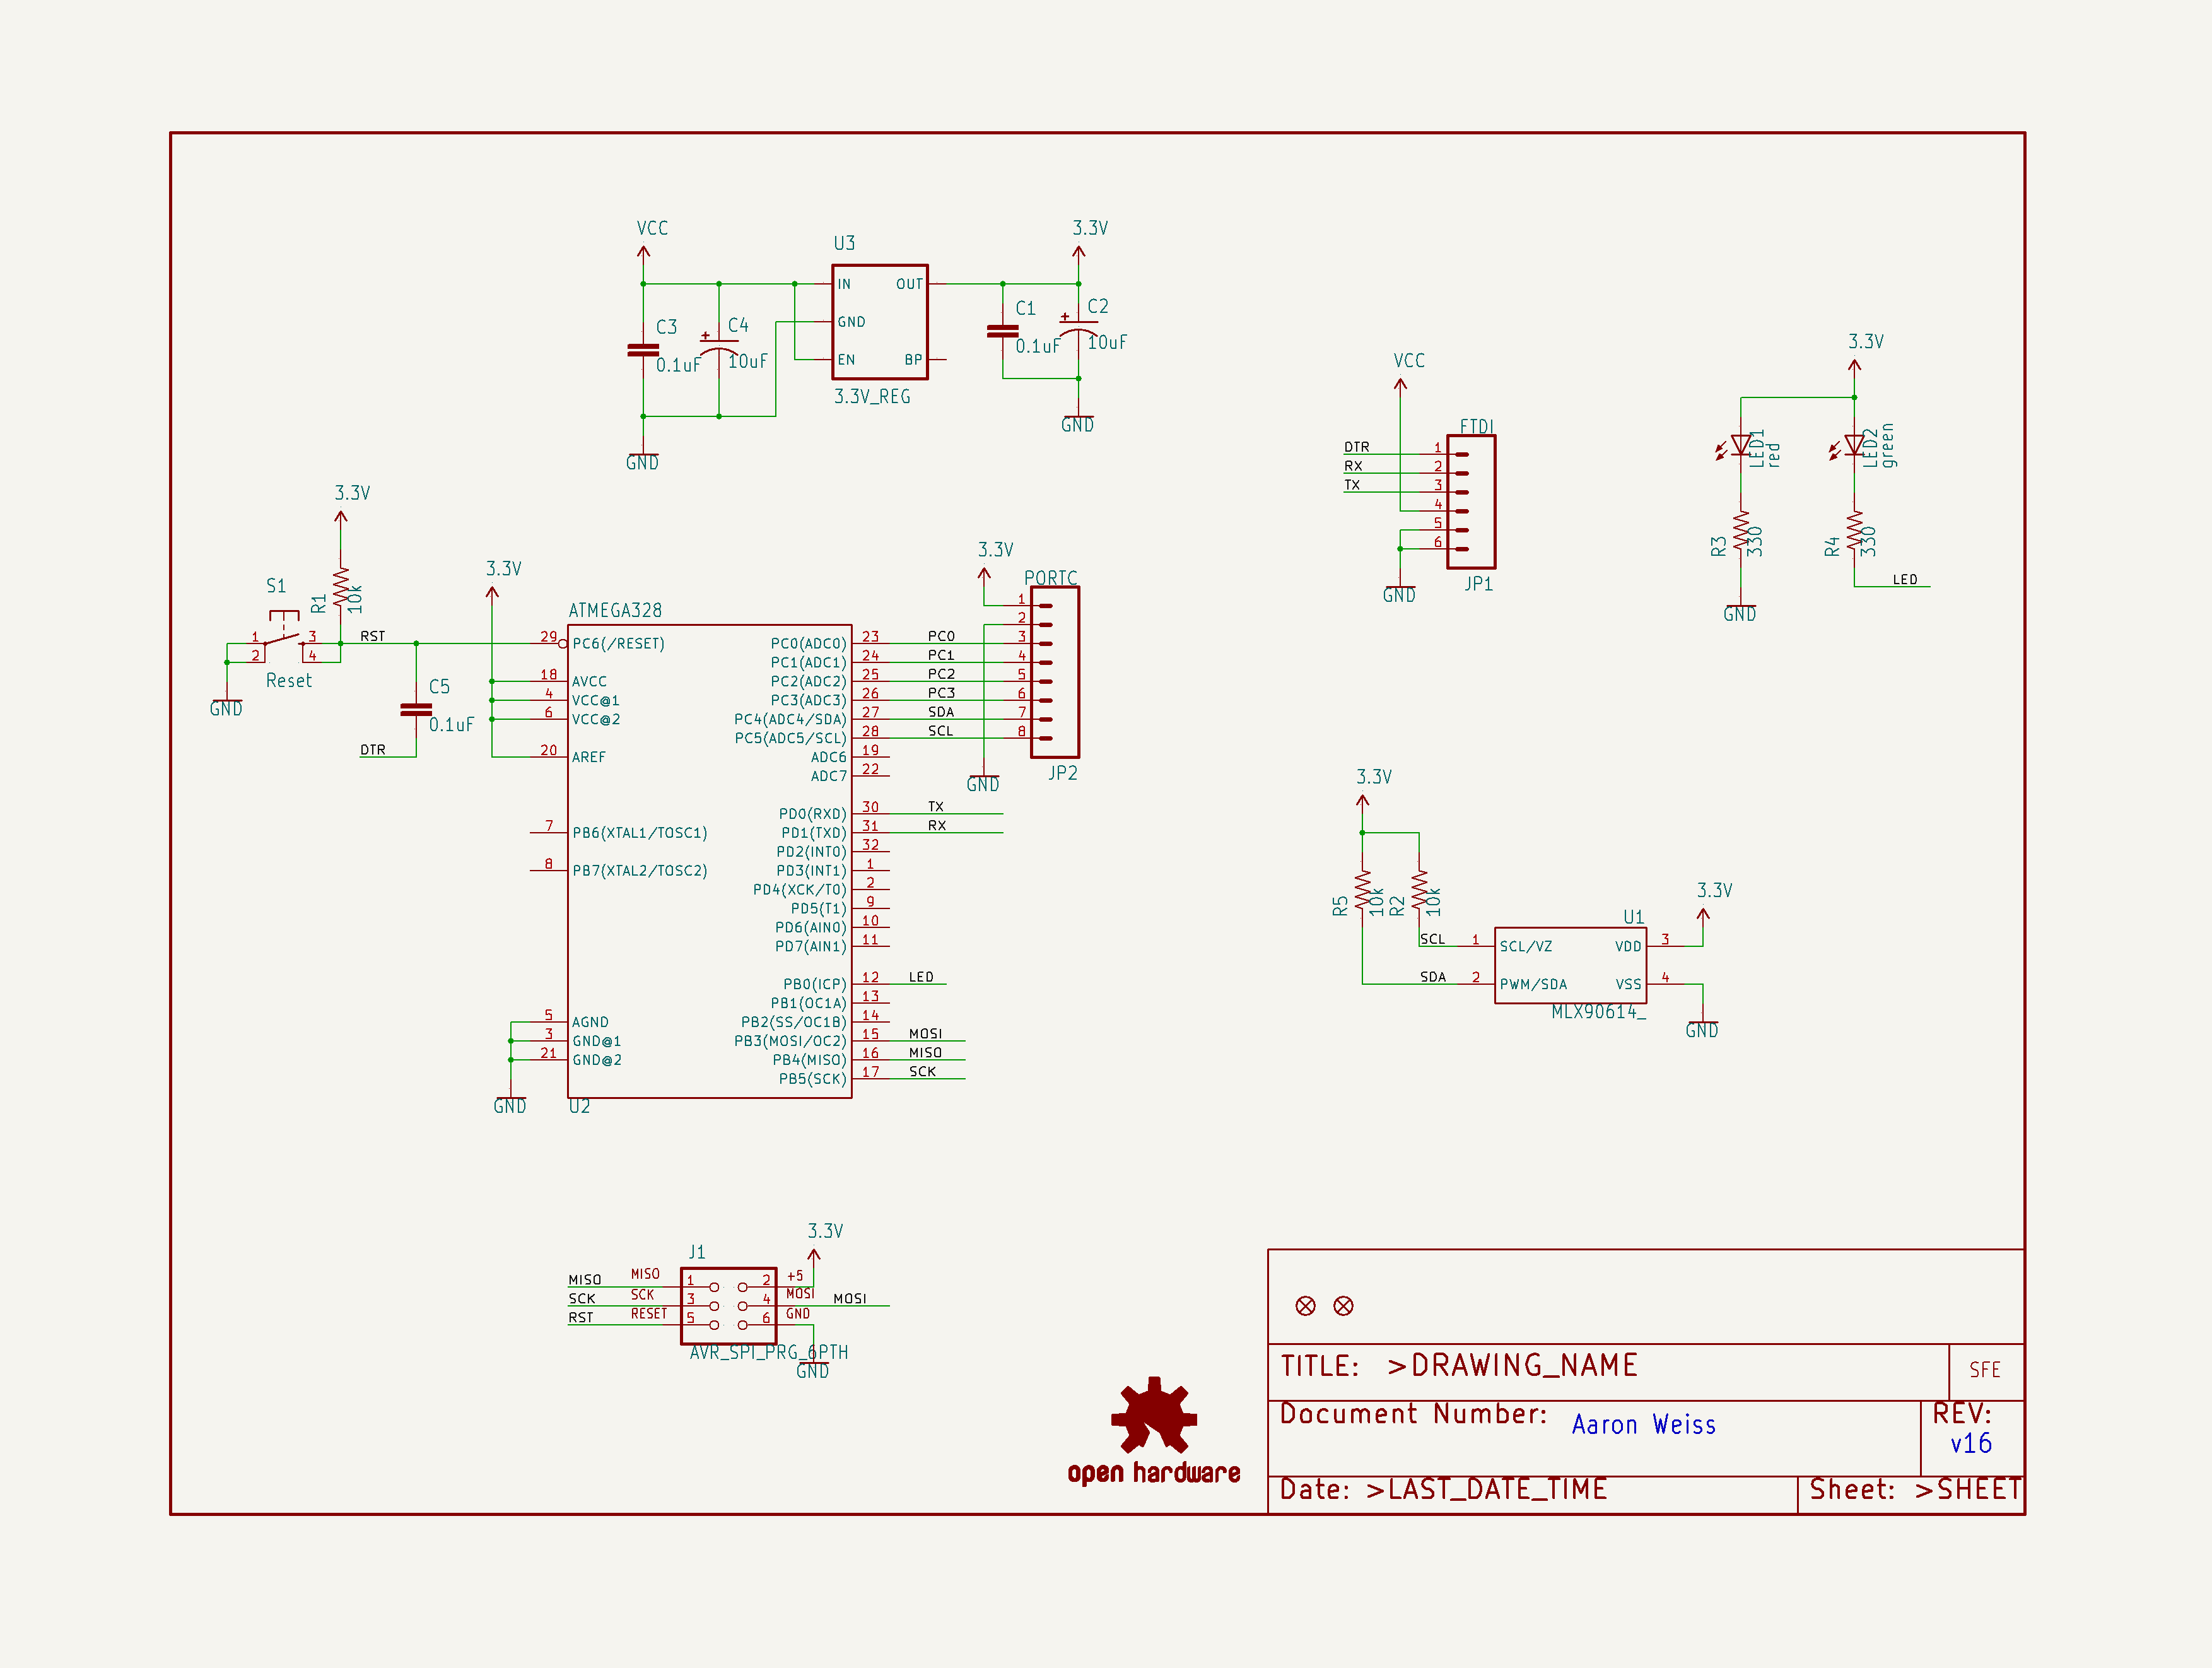 VCC
U3
3.3V
IN
OUT
GND
EN
BP
3.3V_REG
C3
0.1uF
C4
10uF
C1
0.1uF
C2
10uF
GND
GND
VCC
FTDI
DTR
RX
TX
1
2
3
4
5
6
JP1
GND
3.3V
LED1
red
LED2
green
R3
330
R4
330
LED
GND
3.3V
S1
R1
10k
1
2
3
4
Reset
GND
RST
C5
0.1uF
DTR
3.3V
ATMEGA328
29 PC6(/RESET)
18 AVCC
4 VCC@1
6 VCC@2
20 AREF
7 PB6(XTAL1/TOSC1)
8 PB7(XTAL2/TOSC2)
5 AGND
3 GND@1
21 GND@2
GND
U2
PC0(ADC0) 23 PC0
PC1(ADC1) 24 PC1
PC2(ADC2) 25 PC2
PC3(ADC3) 26 PC3
PC4(ADC4/SDA) 27 SDA
PC5(ADC5/SCL) 28 SCL
ADC6 19
ADC7 22
PD0(RXD) 30 TX
PD1(TXD) 31 RX
PD2(INT0) 32
PD3(INT1) 1
PD4(XCK/T0) 2
PD5(T1) 9
PD6(AIN0) 10
PD7(AIN1) 11
PB0(ICP) 12 LED
PB1(OC1A) 13
PB2(SS/OC1B) 14
PB3(MOSI/OC2) 15 MOSI
PB4(MISO) 16 MISO
PB5(SCK) 17 SCK
3.3V
PORTC
1
2
3
4
5
6
7
8
JP2
GND
3.3V
R5
10k
R2
10k
SCL
SDA
U1
1 SCL/VZ
2 PWM/SDA
VDD 3
VSS 4
MLX90614_
3.3V
GND
3.3V
J1
MISO MISO 1
SCK SCK 3
RST RESET 5
2 +5
4 MOSI MOSI
6 GND
AVR_SPI_PRG_6PTH
GND
open hardware
TITLE: >DRAWING_NAME
SFE
Document Number: Aaron Weiss
REV:
v16
Date: >LAST_DATE_TIME
Sheet: >SHEET